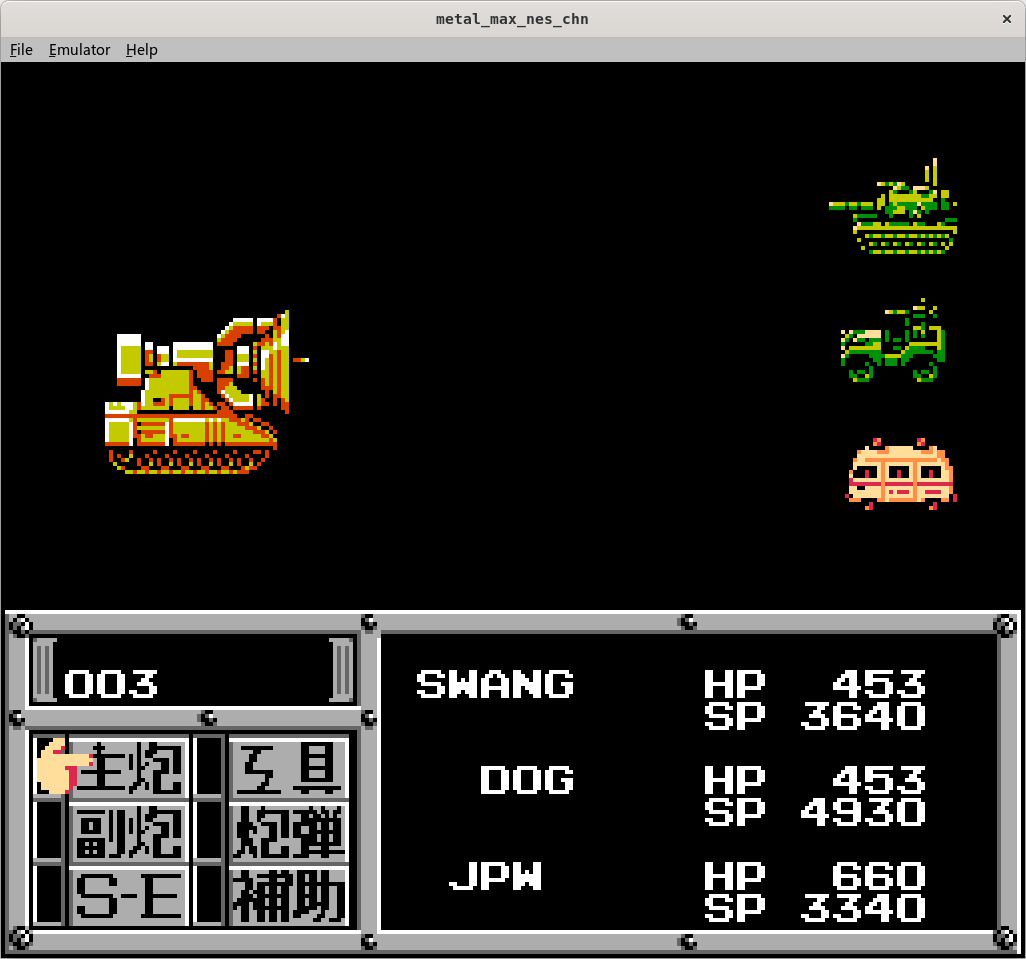 metal_max_nes_chn
File Emulator Help
003
主炮 工具
副炮 炮弹
S-E 補助
SWANG HP 453
SP 3640
DOG HP 453
SP 4930
JPW HP 660
SP 3340